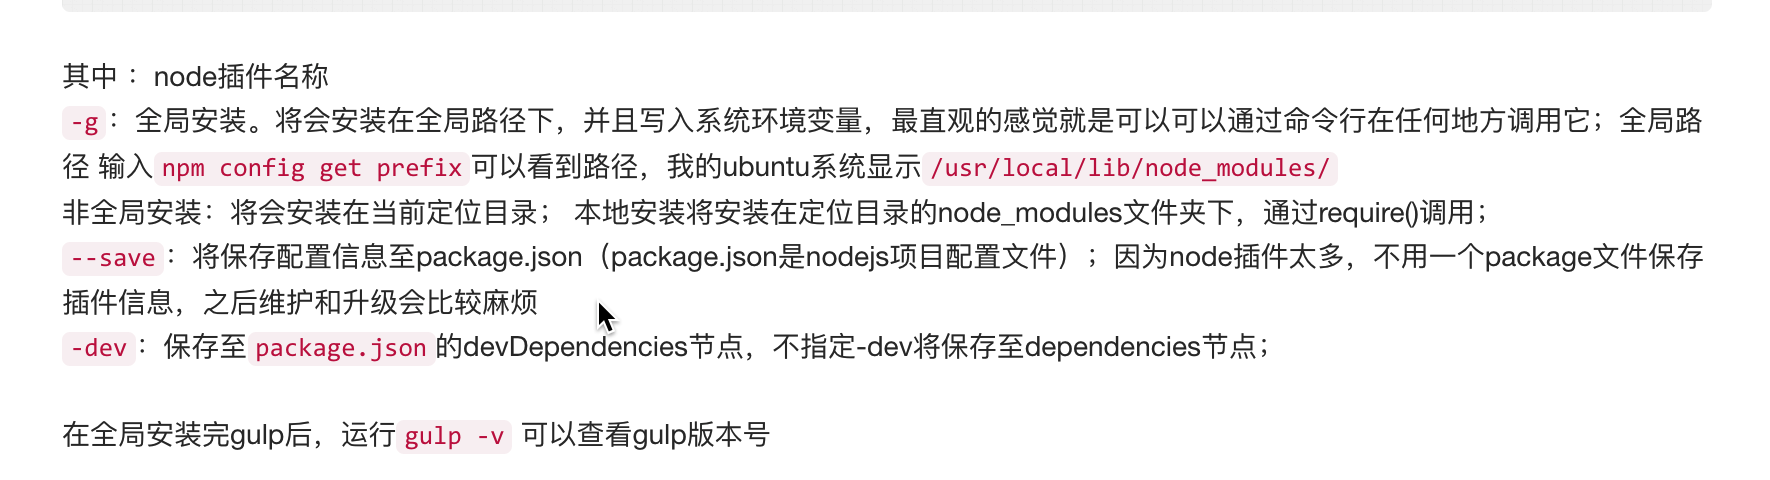 其中： node插件名称
-g：全局安装。将会安装在全局路径下，并且写入系统环境变量，最直观的感觉就是可以可以通过命令行在任何地方调用它；全局路
径 输入npm config get prefix可以看到路径，我的ubuntu系统显示/usr/local/lib/node_modules/
非全局安装：将会安装在当前定位目录； 本地安装将安装在定位目录的node_modules文件夹下，通过require()调用；
--save：将保存配置信息至package.json（package.json是nodejs项目配置文件）；因为node插件太多，不用一个package文件保存
插件信息，之后维护和升级会比较麻烦
-dev：保存至package.json的devDependencies节点，不指定-dev将保存至dependencies节点；
在全局安装完gulp后，运行gulp -v 可以查看gulp版本号